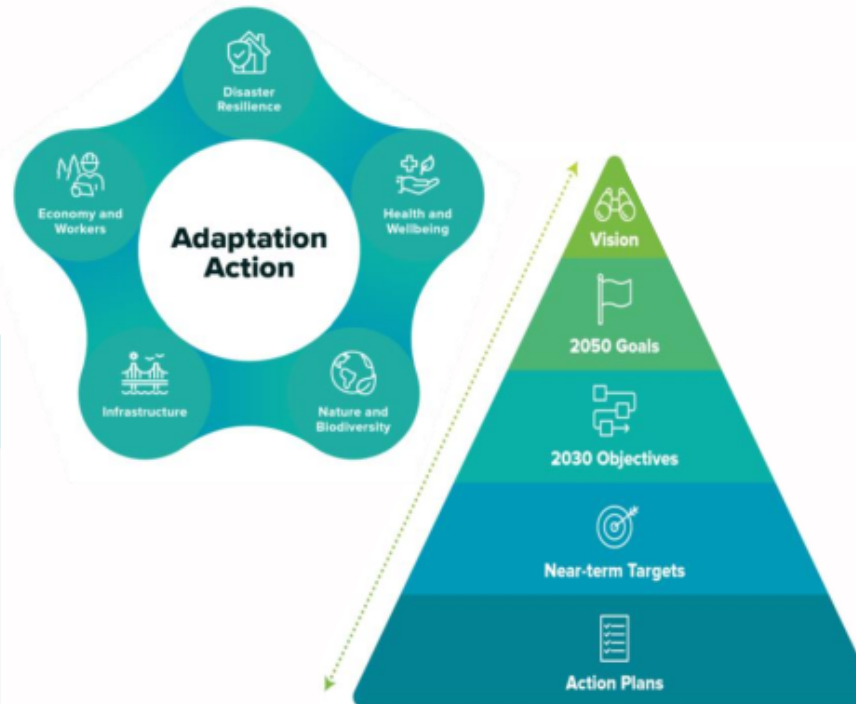 Disaster
Resilience
Economy and
Workers
Health and
Wellbeing
Adaptation
Action
Infrastructure
Nature and
Biodiversity
Vision
2050 Goals
2030 Objectives
Near-term Targets
Action Plans